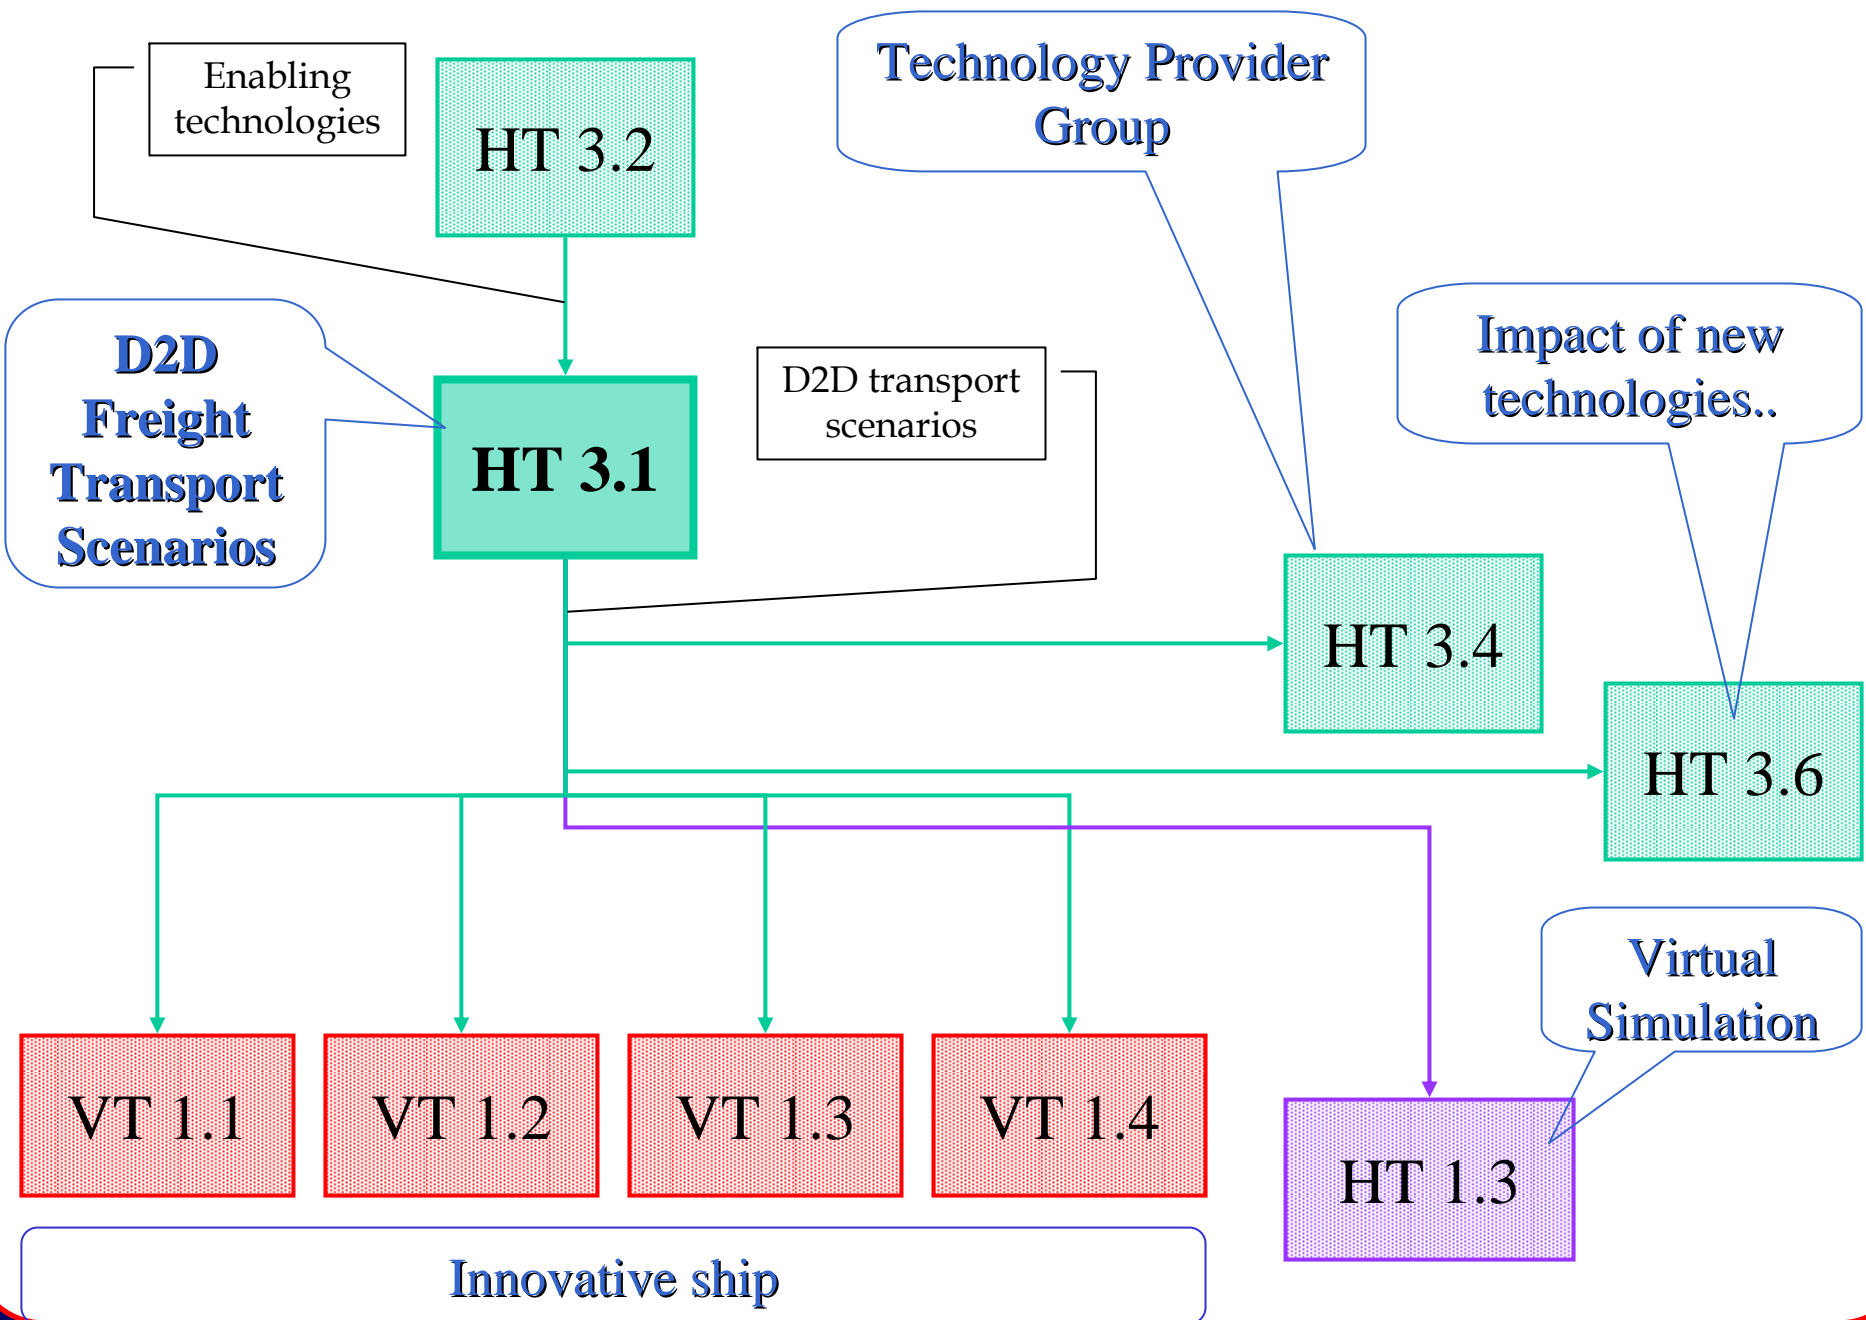 Enabling
technologies
HT 3.2
Technology Provider
Group
D2D
Freight
Transport
Scenarios
HT 3.1
D2D transport
scenarios
Impact of new
technologies..
HT 3.4
HT 3.6
Virtual
Simulation
VT 1.1
VT 1.2
VT 1.3
VT 1.4
HT 1.3
Innovative ship